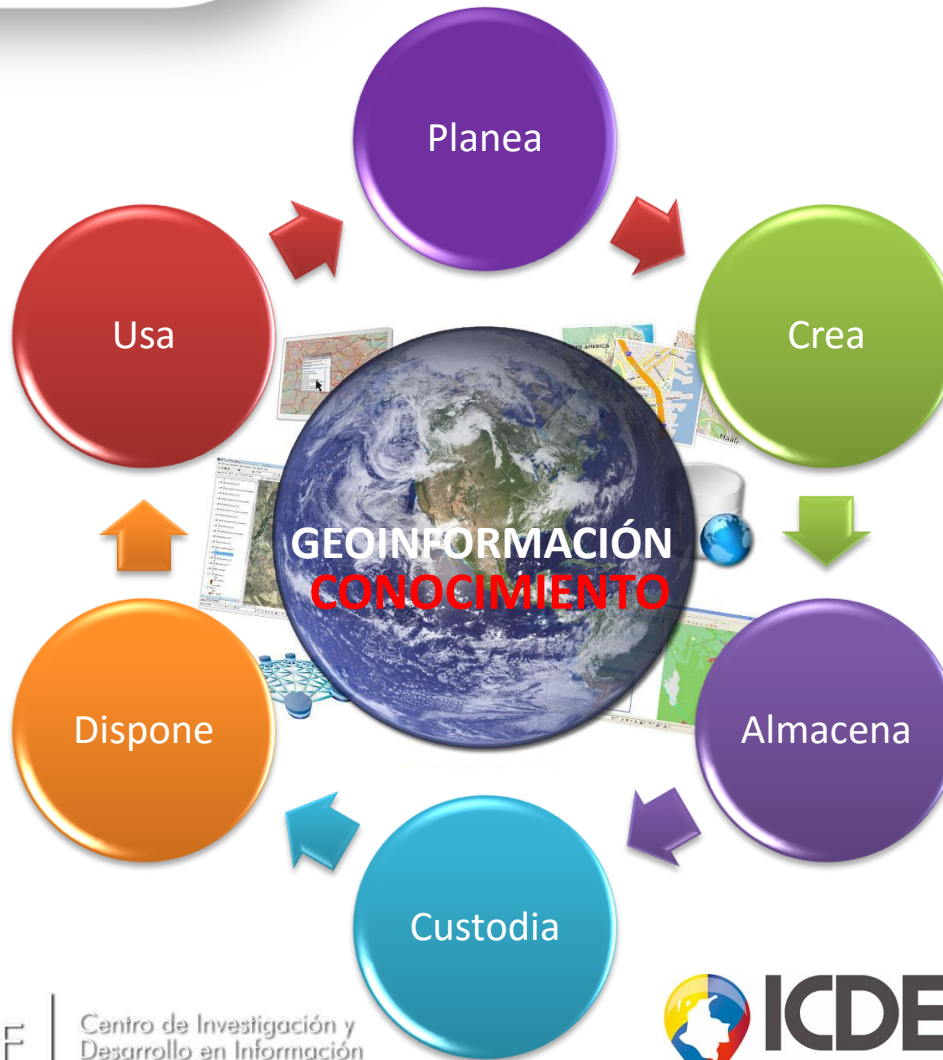 Planea
Usa
Crea
GEOINFORMACIÓN
CONOCIMIENTO
Dispone
Almacena
Custodia
Centro de Investigación y
Desarrollo en Información
ICDE